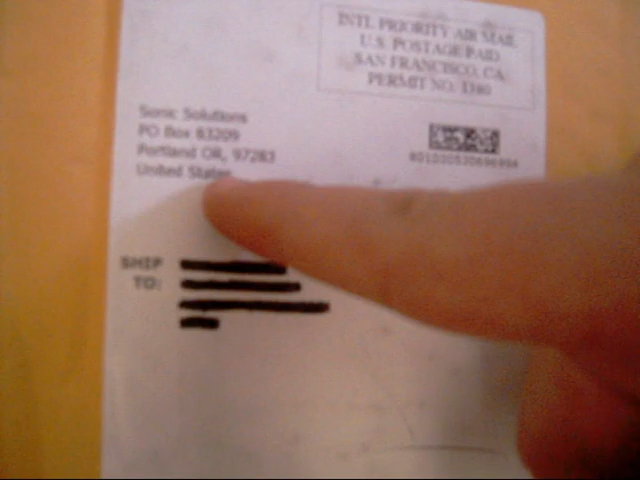 INTL PRIORITY AIR MAIL
U.S. POSTAGE PAID
SAN FRANCISCO, CA
PERMIT NO. 1380
Sonic Solutions
PO Box 83209
Portland OR, 97283
United States
SHIP
TO: